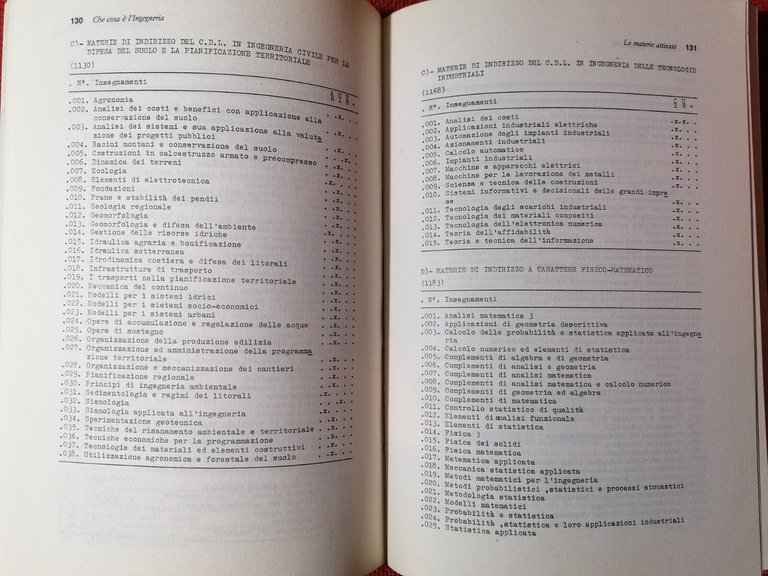 130 Che cosa è l'Ingegneria
C)- MATERIE DI INDIRIZZO DEL C.D.L. IN INGEGNERIA CIVILE PER LA
DIFESA DEL SUOLO E LA PIANIFICAZIONE TERRITORIALE
(1130)
. Nº. Insegnamenti
.001. Agronomia
.002. Analisi dei costi e benefici con applicazione alla
conservazione del suolo
.003. Analisi dei sistemi e sua applicazione alla valuta
zione dei progetti pubblici
.004. Bacini montani e conservazione del suolo
.005. Costruzioni in calcestruzzo armato e precompresso
.006. Dinamica dei terreni
.007. Ecologia
.008. Elementi di elettrotecnica
.009. Fondazioni
.010. Frane e stabilità dei pendii
.011. Geologia regionale
.012. Geomorfologia
.013. Geomorfologia e difesa dell'ambiente
.014. Gestione delle risorse idriche
.015. Idraulica agraria e bonificazione
.016. Idraulica sotterranea
.017. Idrodinamica costiera e difesa dei litorali
.018. Infrastrutture di trasporto
.019. I trasporti nella pianificazione territoriale
.020. Meccanica del continuo
.021. Modelli per i sistemi idrici
.022. Modelli per i sistemi socio-economici
.023. Modelli per i sistemi urbani
.024. Opere di accumulazione e regolazione delle acque
.025. Opere di sostegno
.026. Organizzazione della produzione edilizia
.027. Organizzazione ed amministrazione della programma
zione territoriale
.028. Organizzazione e meccanizzazione dei cantieri
.029. Pianificazione regionale
.030. Principi di ingegneria ambientale
.031. Sedimentologia e regimi dei litorali
.032. Sismologia
.033. Sismologia applicata all'ingegneria
.034. Sperimentazione geotecnica
.035. Tecniche del risanamento ambientale e territoriale
.036. Tecniche economiche per la programmazione
.037. Tecnologie dei materiali ed elementi costruttivi
.038. Utilizzazione agronomica e forestale del suolo
Le materie attivate 131
C)- MATERIE DI INDIRIZZO DEL C.D.L. IN INGEGNERIA DELLE TECNOLOGIE
INDUSTRIALI
(1168)
. Nº. Insegnamenti
.001. Analisi dei costi
.002. Applicazioni industriali elettriche
.003. Automazione degli impianti industriali
.004. Azionamenti industriali
.005. Calcolo automatico
.006. Impianti industriali
.007. Macchine e apparecchi elettrici
.008. Macchine per la lavorazione dei metalli
.009. Scienza e tecnica delle costruzioni
.010. Sistemi informativi e decisionali delle grandi impre
se
.011. Tecnologia degli scarichi industriali
.012. Tecnologia dei materiali compositi
.013. Tecnologia dell'elettronica numerica
.014. Teoria dell'affidabilità
.015. Teoria e tecnica dell'informazione
D)- MATERIE DI INDIRIZZO A CARATTERE FISICO-MATEMATICO
(1183)
. Nº. Insegnamenti
.001. Analisi matematica 3
.002. Applicazioni di geometria descrittiva
.003. Calcolo delle probabilità e statistica applicata all'ingegne
ria
.004. Calcolo numerico ed elementi di statistica
.005. Complementi di algebra e di geometria
.006. Complementi di analisi e geometria
.007. Complementi di analisi matematica
.008. Complementi di analisi matematica e calcolo numerico
.009. Complementi di geometria ed algebra
.010. Complementi di matematica
.011. Controllo statistico di qualità
.012. Elementi di analisi funzionale
.013. Elementi di statistica
.014. Fisica 3
.015. Fisica dei solidi
.016. Fisica matematica
.017. Matematica applicata
.018. Meccanica statistica applicata
.019. Metodi matematici per l'ingegneria
.020. Metodi probabilistici ,statistici e processi stocastici
.021. Metodologia statistica
.022. Modelli matematici
.023. Probabilità e statistica
.024. Probabilità ,statistica e loro applicazioni industriali
.025. Statistica applicata